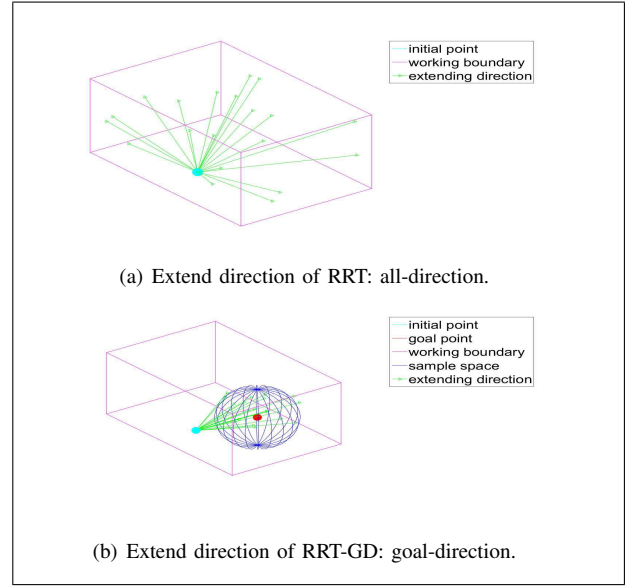 initial point
working boundary
extending direction
(a) Extend direction of RRT: all-direction.
initial point
goal point
working boundary
sample space
extending direction
(b) Extend direction of RRT-GD: goal-direction.